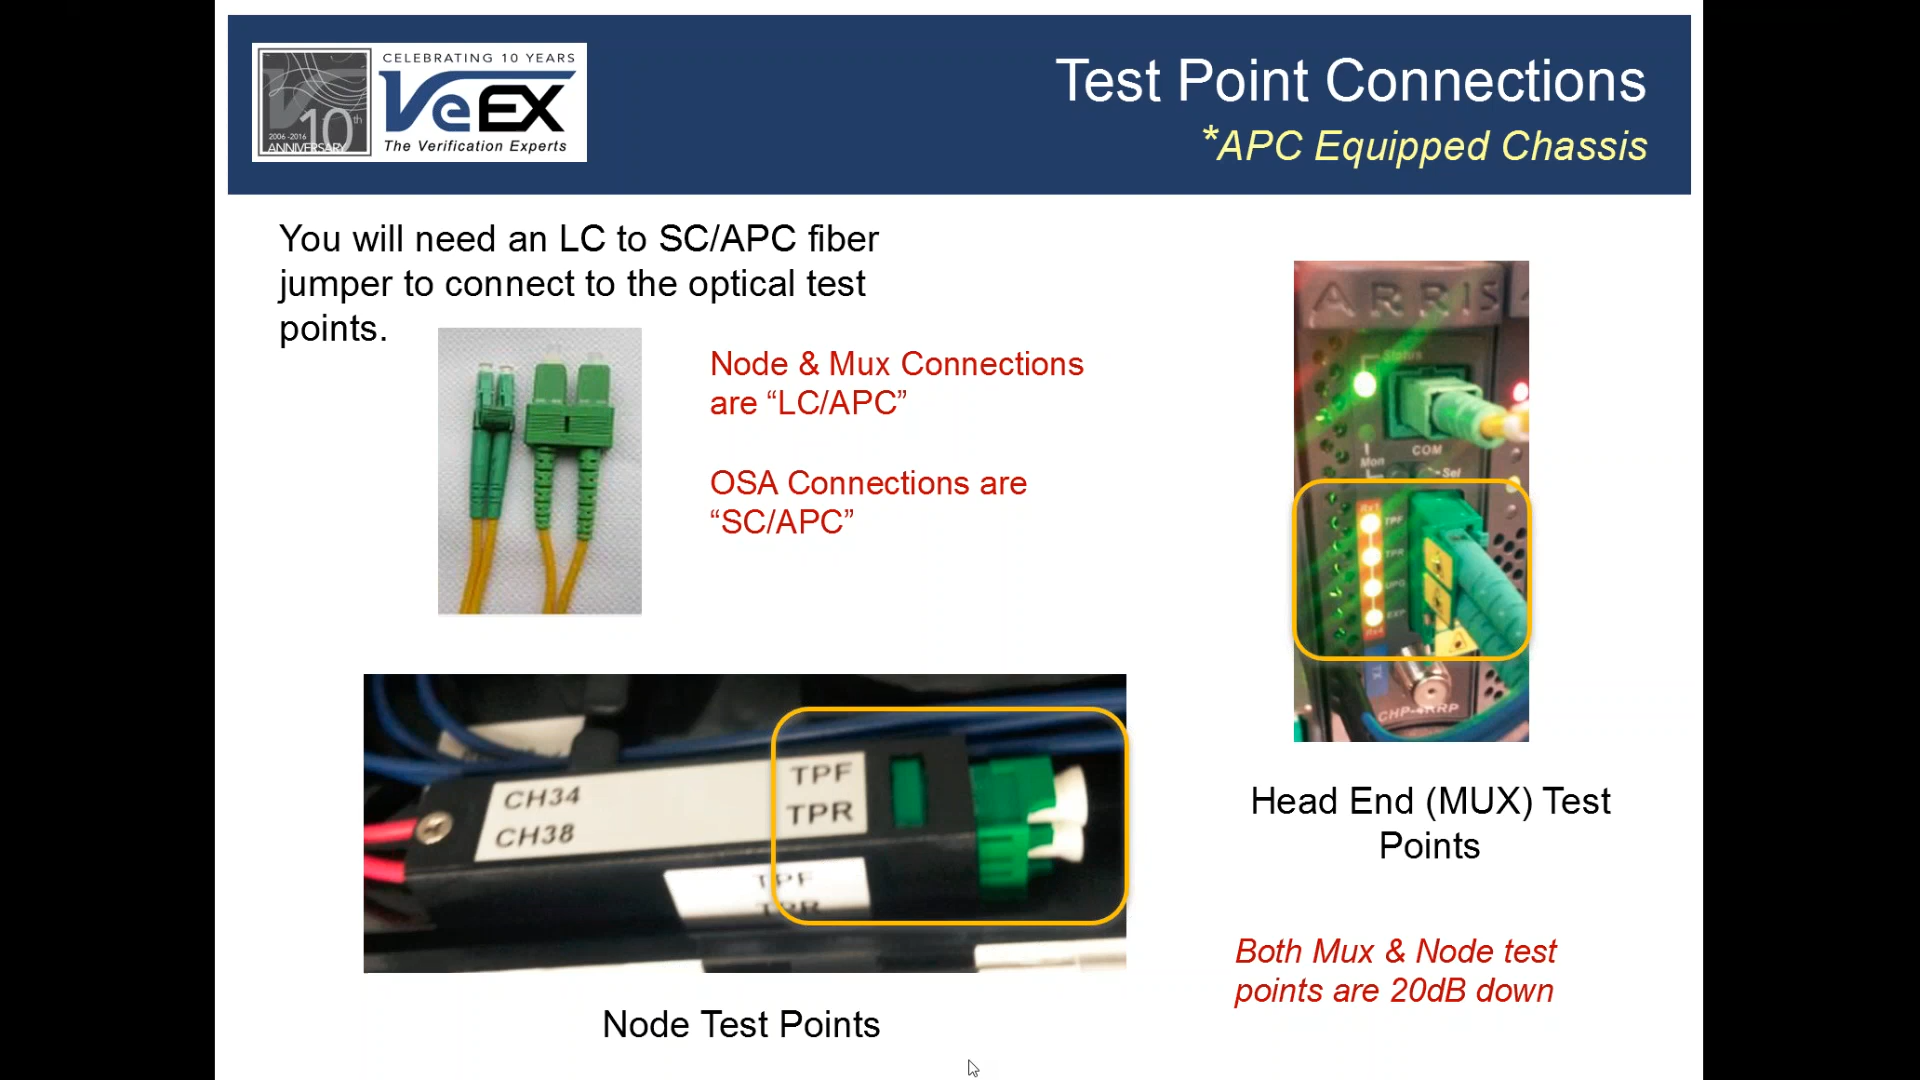 CELEBRATING 10 YEARS
VeEX
The Verification Experts
10th
2006-2016
ANNIVERSARY
Test Point Connections
*APC Equipped Chassis
You will need an LC to SC/APC fiber
jumper to connect to the optical test
points.
Node & Mux Connections
are “LC/APC”
OSA Connections are
“SC/APC”
ARRIS
Status
COM
Mon
Sel
Rx1
TPF
TPR
UPG
EXP
Rx4
TX
CHP-4RRP
CH34
CH38
TPF
TPR
TPF
TPR
Head End (MUX) Test
Points
Both Mux & Node test
points are 20dB down
Node Test Points